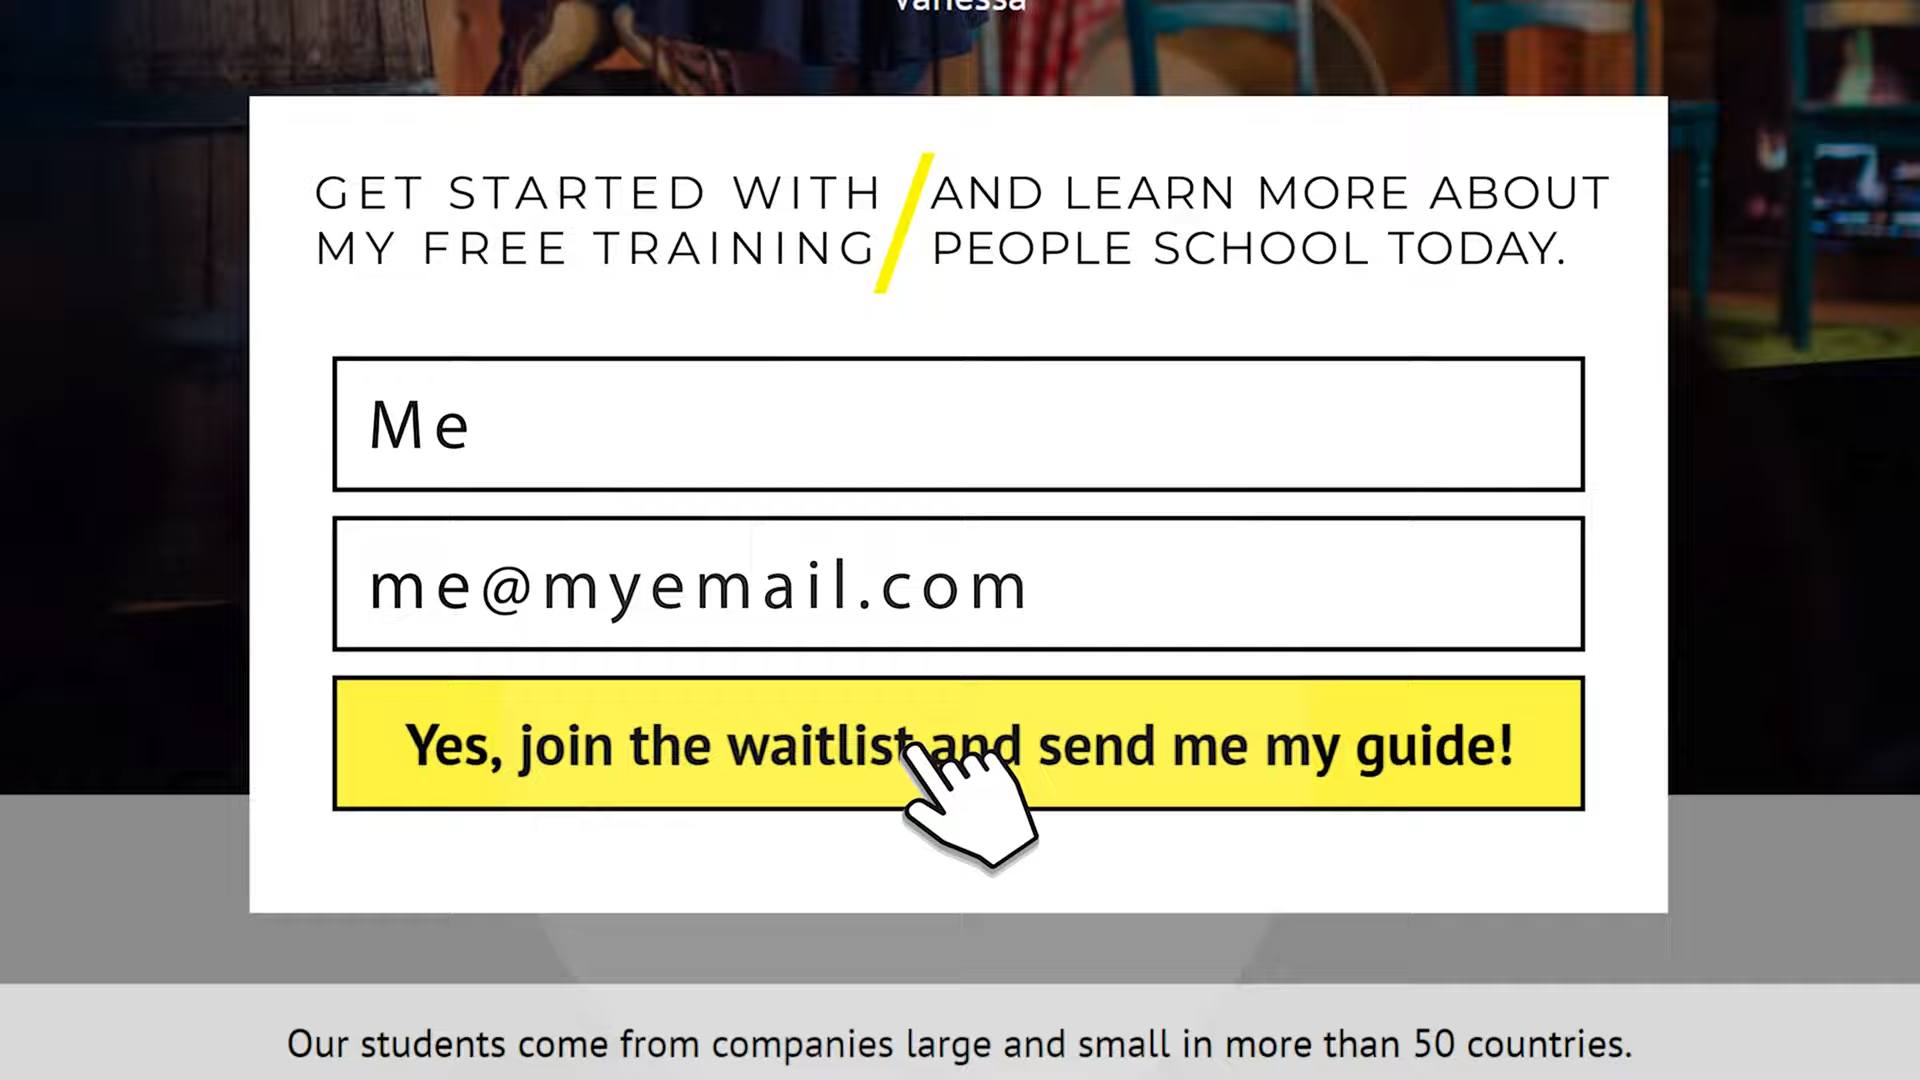 Vanessa
GET STARTED WITH
MY FREE TRAINING
AND LEARN MORE ABOUT
PEOPLE SCHOOL TODAY.
Me
me@myemail.com
Yes, join the waitlist and send me my guide!
Our students come from companies large and small in more than 50 countries.